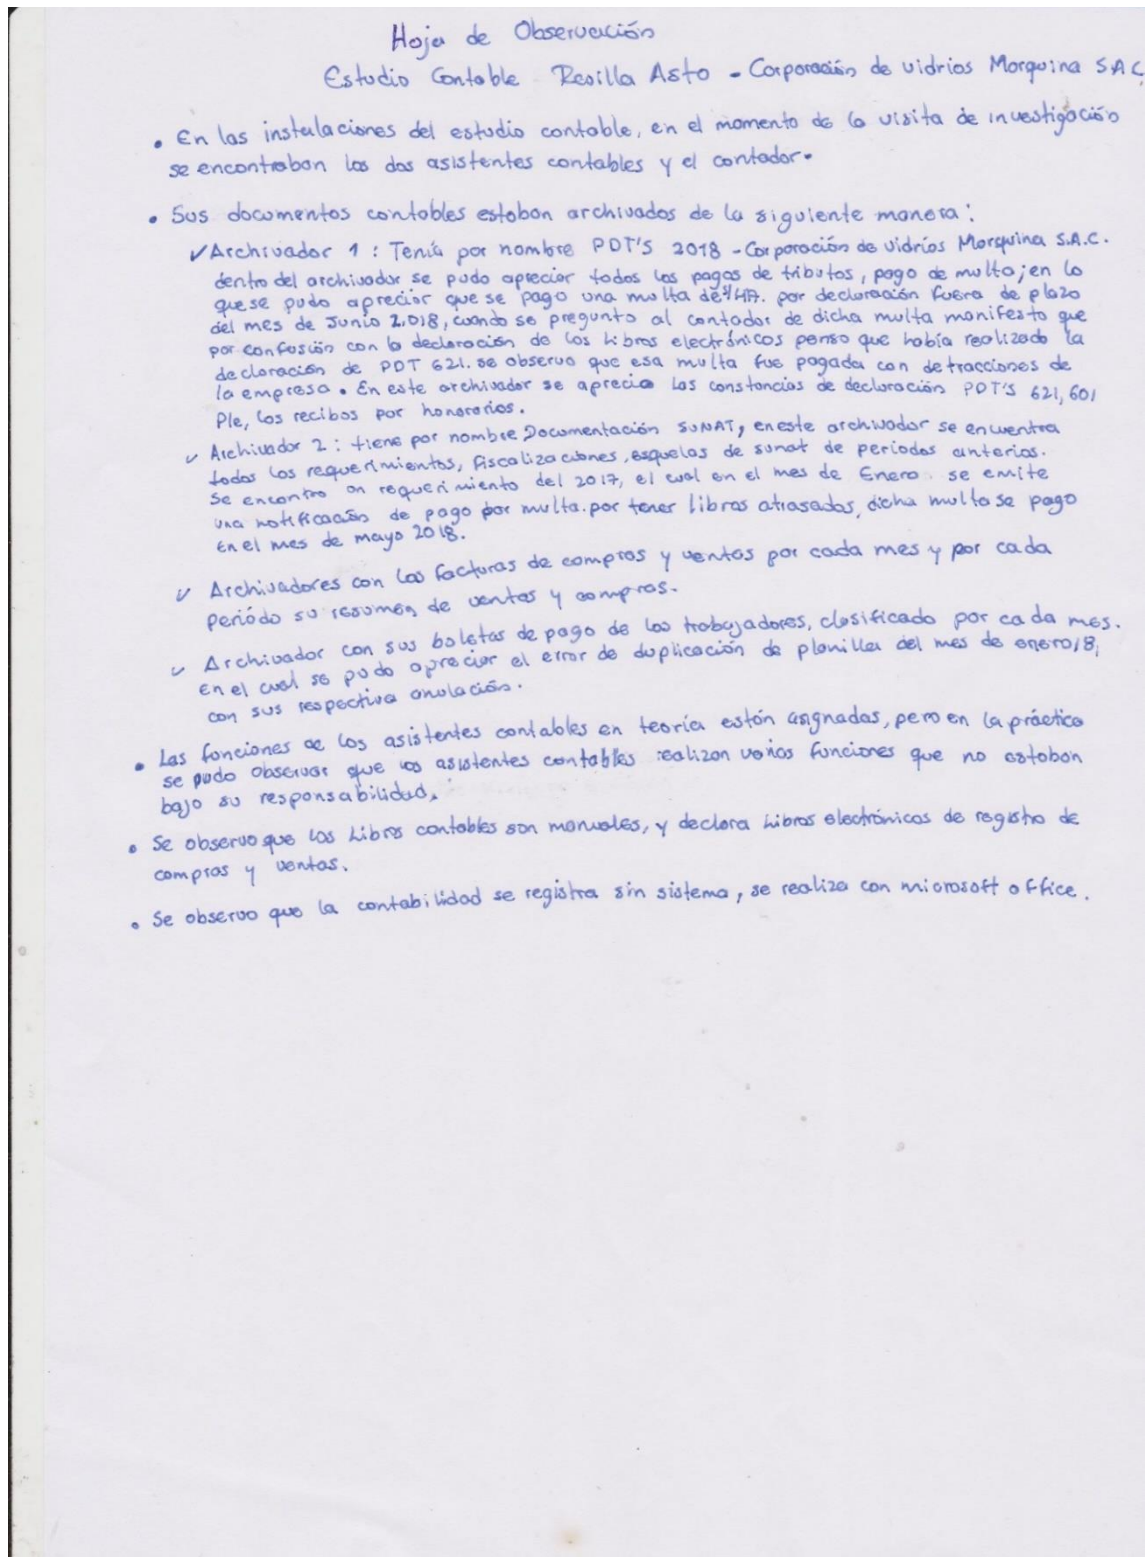 Hoja de Observación
Estudio Contable Revilla Asto - Corporación de vidrios Morquina S.A.C.
• En las instalaciones del estudio contable, en el momento de la visita de investigación
se encontraban los dos asistentes contables y el contador.
• Sus documentos contables estaban archivados de la siguiente manera:
✓ Archivador 1 : Tenía por nombre PDT'S 2018 - Corporación de vidrios Morquina S.A.C.
dentro del archivador se pudo apreciar todos los pagos de tributos, pago de multa; en lo
que se pudo apreciar que se pago una multa de por declaración fuera de plazo
del mes de Junio 2,018, cuando se pregunto al contador de dicha multa manifesto que
por confusión con la declaración de los Libros electrónicos penso que había realizado la
declaración de PDT 621. se observo que esa multa fue pagada con detracciones de
la empresa. En este archivador se aprecia las constancias de declaración PDT'S 621, 601
Ple, los recibos por honorarios.
✓ Archivador 2 : tiene por nombre Documentación SUNAT, en este archivador se encuentra
todos los requerimientos, fiscalizaciones, esquelas de sunat de periodos anterios.
Se encontro un requerimiento del 2017, el cual en el mes de Enero se emite
una notificación de pago por multa. por tener libros atrasados, dicha multa se pago
en el mes de mayo 2018.
✓ Archivadores con las facturas de compras y ventas por cada mes y por cada
período su resumen de ventas y compras.
✓ Archivador con sus boletas de pago de los trabajadores, clasificado por cada mes.
En el cual se pudo apreciar el error de duplicación de planilla del mes de enero18,
con sus respectiva anulación.
• Las funciones de los asistentes contables en teoría están asignadas, pero en la práctica
se pudo observar que los asistentes contables realizan varias funciones que no estaban
bajo su responsabilidad.
• Se observo que los Libros contables son manuales, y declara Libros electrónicos de registro de
compras y ventas.
• Se observo que la contabilidad se registra sin sistema, se realiza con microsoft office.